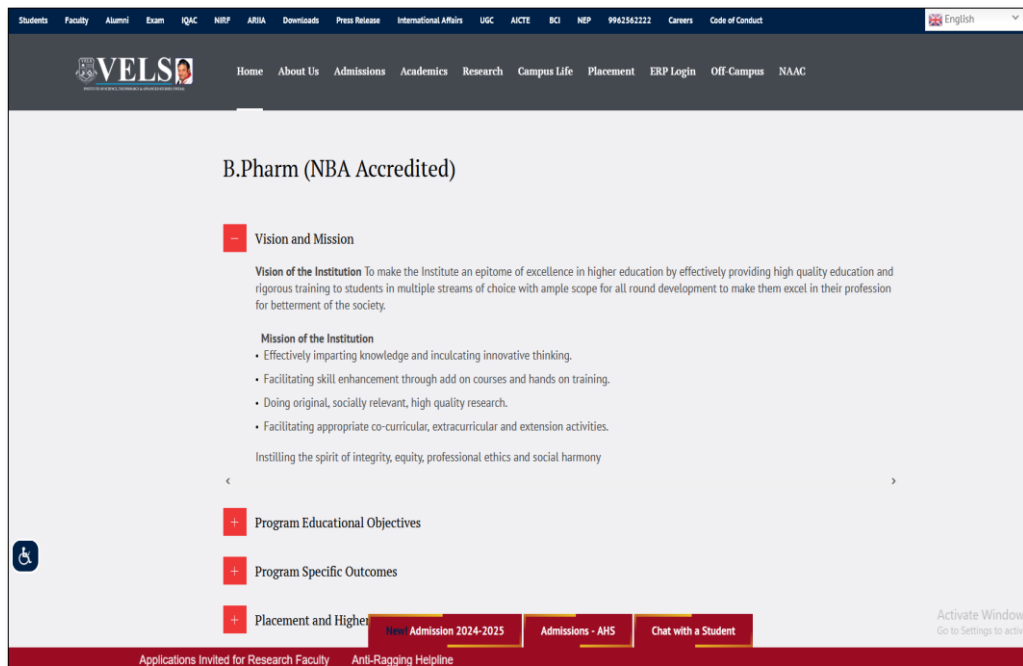 Students Faculty Alumni Exam IQAC NIRF ARIIA Downloads Press Release International Affairs UGC AICTE BCI NEP 9962562222 Careers Code of Conduct English
VELS
INSTITUTE OF SCIENCE, TECHNOLOGY & ADVANCED STUDIES (VISTAS)
Home About Us Admissions Academics Research Campus Life Placement ERP Login Off-Campus NAAC
B.Pharm (NBA Accredited)
Vision and Mission
Vision of the Institution To make the Institute an epitome of excellence in higher education by effectively providing high quality education and
rigorous training to students in multiple streams of choice with ample scope for all round development to make them excel in their profession
for betterment of the society.
Mission of the Institution
• Effectively imparting knowledge and inculcating innovative thinking.
• Facilitating skill enhancement through add on courses and hands on training.
• Doing original, socially relevant, high quality research.
• Facilitating appropriate co-curricular, extracurricular and extension activities.
Instilling the spirit of integrity, equity, professional ethics and social harmony
Program Educational Objectives
Program Specific Outcomes
Placement and Higher
New! Admission 2024-2025 Admissions - AHS Chat with a Student
Activate Window
Go to Settings to activ
Applications Invited for Research Faculty Anti-Ragging Helpline